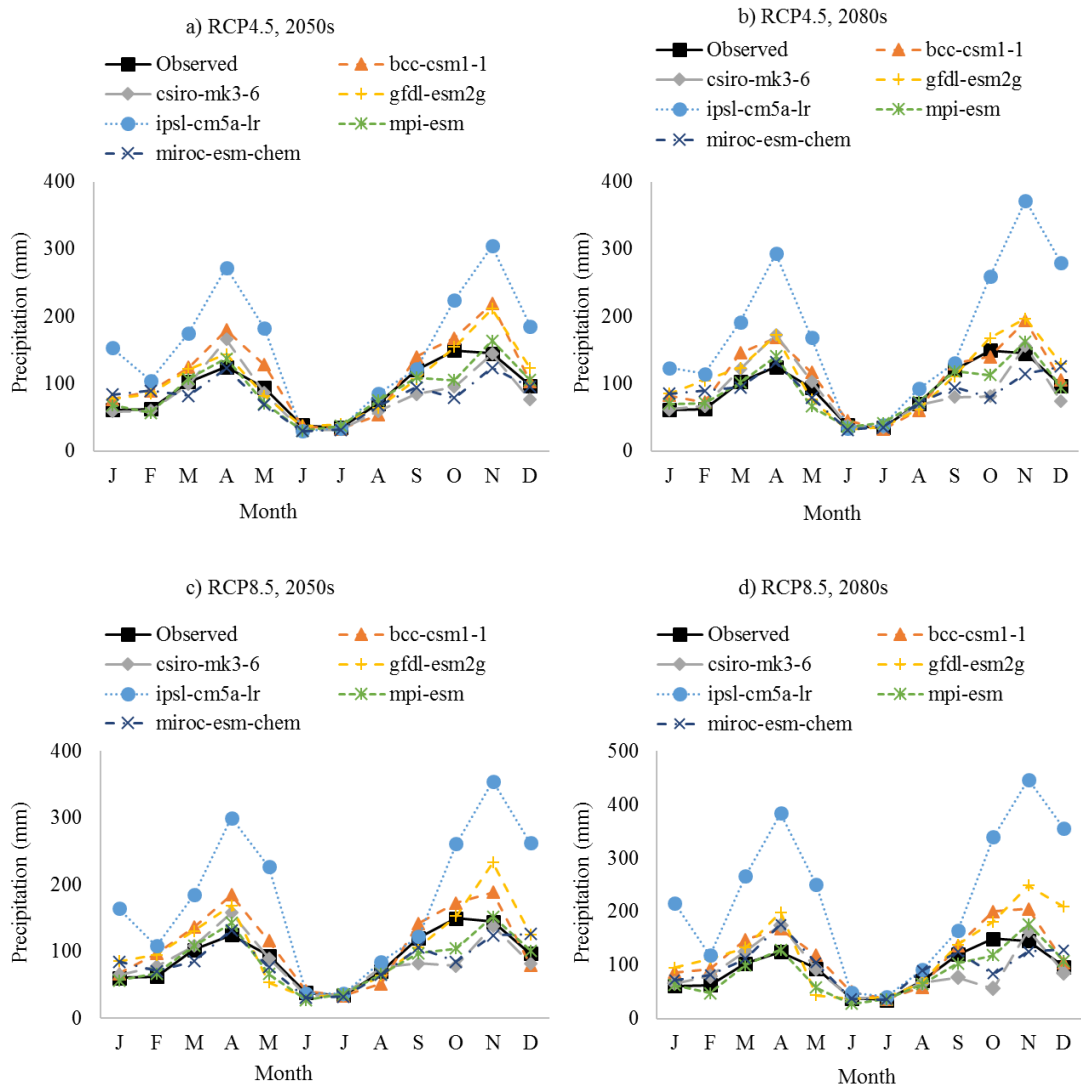 a) RCP4.5, 2050s
Observed bcc-csm1-1
csiro-mk3-6 gfdl-esm2g
ipsl-cm5a-lr mpi-esm
miroc-esm-chem
400
300
200
100
0
Precipitation (mm)
J F M A M J J A S O N D
Month
b) RCP4.5, 2080s
Observed bcc-csm1-1
csiro-mk3-6 gfdl-esm2g
ipsl-cm5a-lr mpi-esm
miroc-esm-chem
400
300
200
100
0
Precipitation (mm)
J F M A M J J A S O N D
Month
c) RCP8.5, 2050s
Observed bcc-csm1-1
csiro-mk3-6 gfdl-esm2g
ipsl-cm5a-lr mpi-esm
miroc-esm-chem
400
300
200
100
0
Precipitation (mm)
J F M A M J J A S O N D
Month
d) RCP8.5, 2080s
Observed bcc-csm1-1
csiro-mk3-6 gfdl-esm2g
ipsl-cm5a-lr mpi-esm
miroc-esm-chem
500
400
300
200
100
0
Precipitation (mm)
J F M A M J J A S O N D
Month